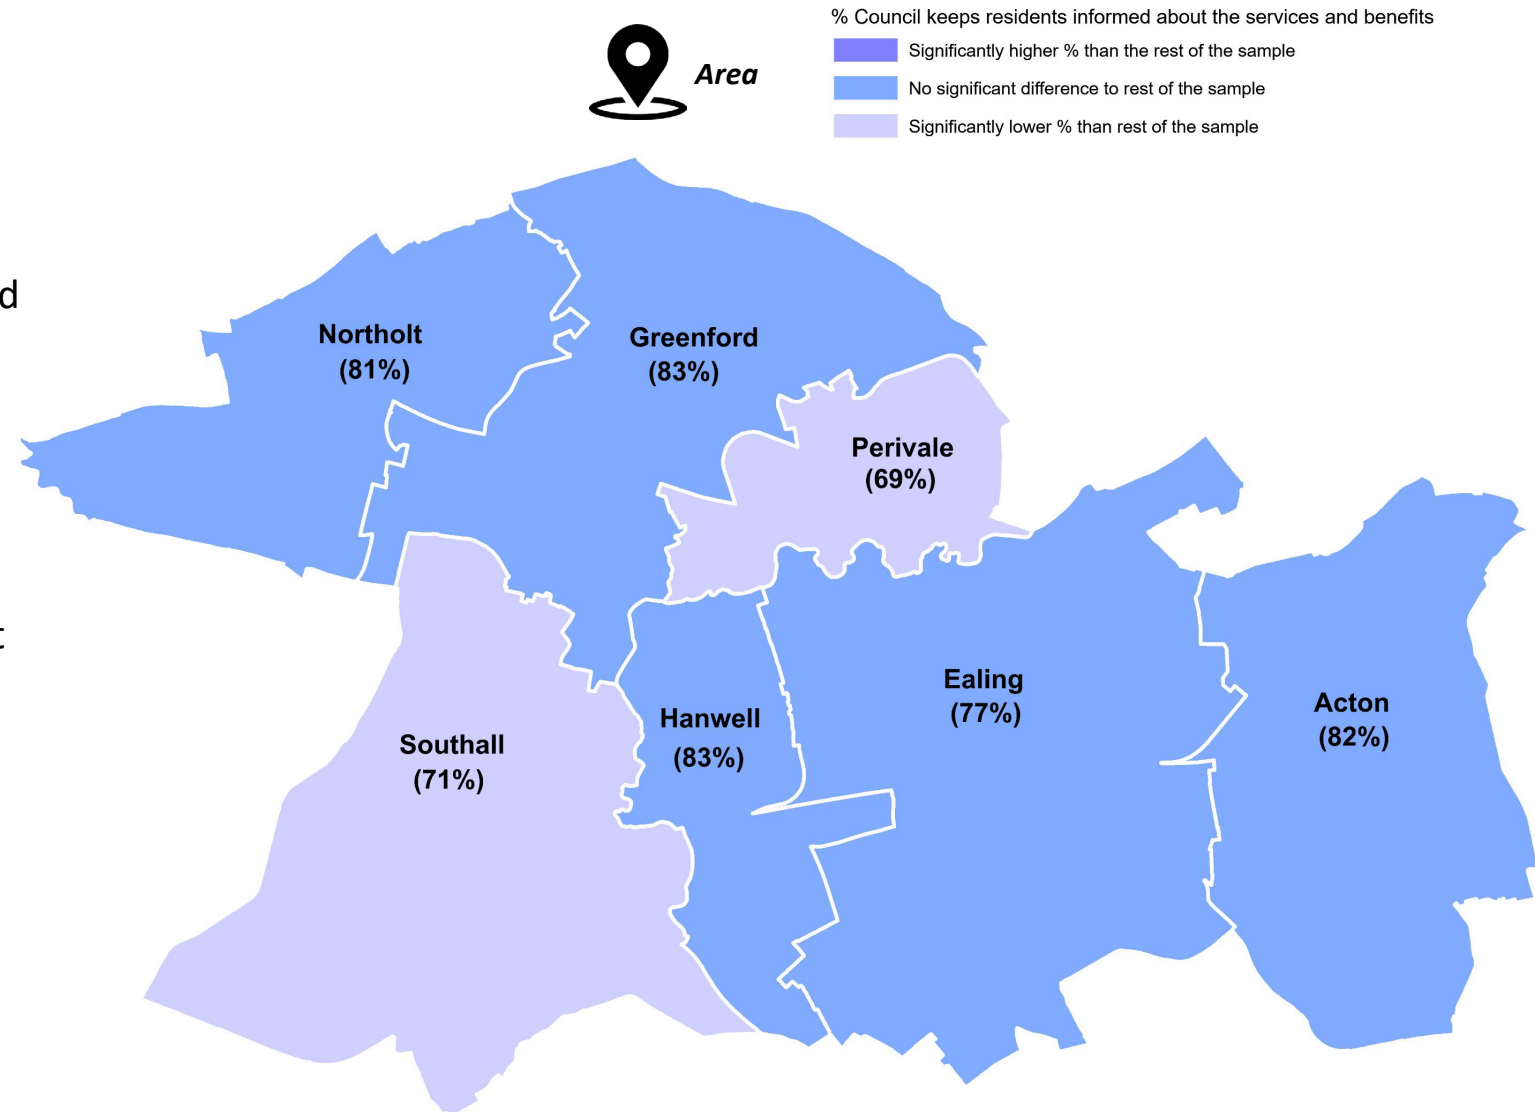 % Council keeps residents informed about the services and benefits
Significantly higher % than the rest of the sample
Area
No significant difference to rest of the sample
Significantly lower % than rest of the sample
d
Northolt
(81%)
Greenford
(83%)
Perivale
(69%)
t
Ealing
(77%)
Acton
(82%)
Hanwell
(83%)
Southall
(71%)